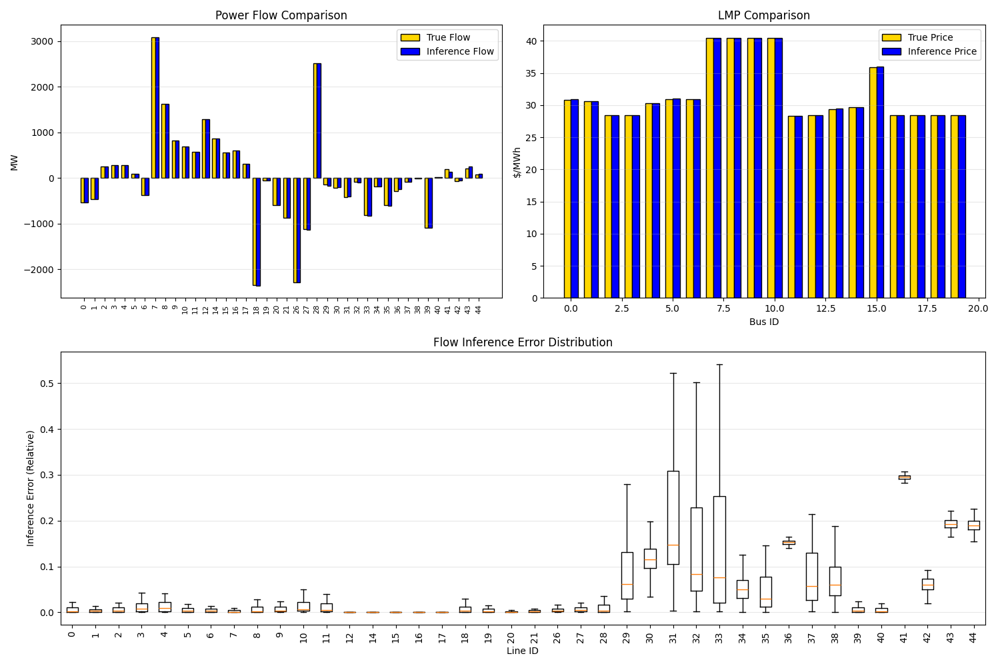 Power Flow Comparison
True Flow
Inference Flow
3000
2000
1000
0
−1000
−2000
MW
0 1 2 3 4 5 6 7 8 9 10 11 12 14 15 16 17 18 19 20 21 26 27 28 29 30 31 32 33 34 35 36 37 38 39 40 41 42 43 44
LMP Comparison
True Price
Inference Price
40
35
30
25
20
15
10
5
0
$/MWh
0.0 2.5 5.0 7.5 10.0 12.5 15.0 17.5 20.0
Bus ID
Flow Inference Error Distribution
0.5
0.4
0.3
0.2
0.1
0.0
Inference Error (Relative)
0 1 2 3 4 5 6 7 8 9 10 11 12 14 15 16 17 18 19 20 21 26 27 28 29 30 31 32 33 34 35 36 37 38 39 40 41 42 43 44
Line ID